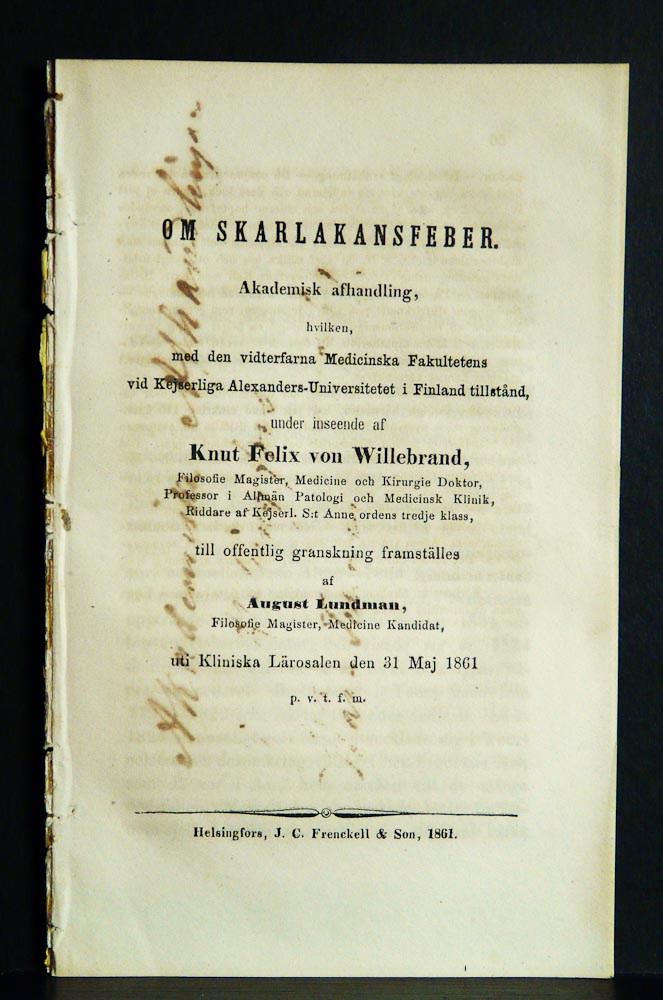 OM SKARLAKANSFEBER.
Akademisk afhandling,
hvilken,
med den vidterfarna Medicinska Fakultetens
vid Kejserliga Alexanders-Universitetet i Finland tillstånd,
under inseende af
Knut Felix von Willebrand,
Filosofie Magister, Medicine och Kirurgie Doktor,
Professor i Allmän Patologi och Medicinsk Klinik,
Riddare af Kejserl. S:t Anne ordens tredje klass,
till offentlig granskning framställes
af
August Lundman,
Filosofie Magister, Medicine Kandidat,
uti Kliniska Lärosalen den 31 Maj 1861
p. v. t. f. m.
Helsingfors, J. C. Frenckell & Son, 1861.